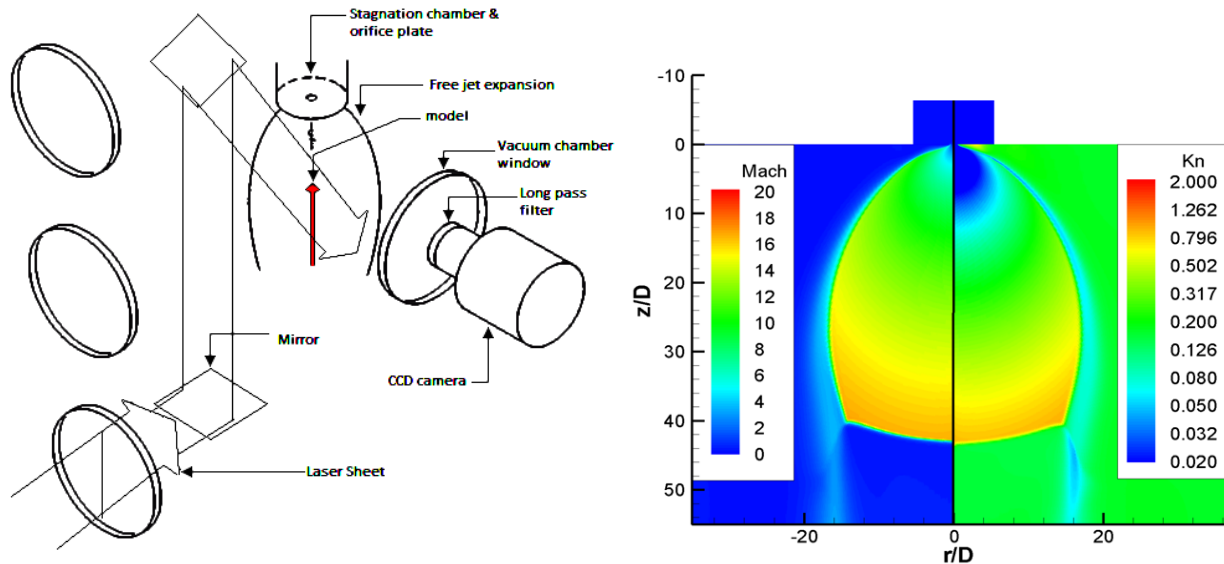 Stagnation chamber &
orifice plate
Free jet expansion
model
Vacuum chamber
window
Long pass
filter
Mirror
CCD camera
Laser Sheet
-10
0
10
20
30
40
50
z/D
Mach
20
18
16
14
12
10
8
6
4
2
0
Kn
2.000
1.262
0.796
0.502
0.317
0.200
0.126
0.080
0.050
0.032
0.020
-20
0
20
r/D